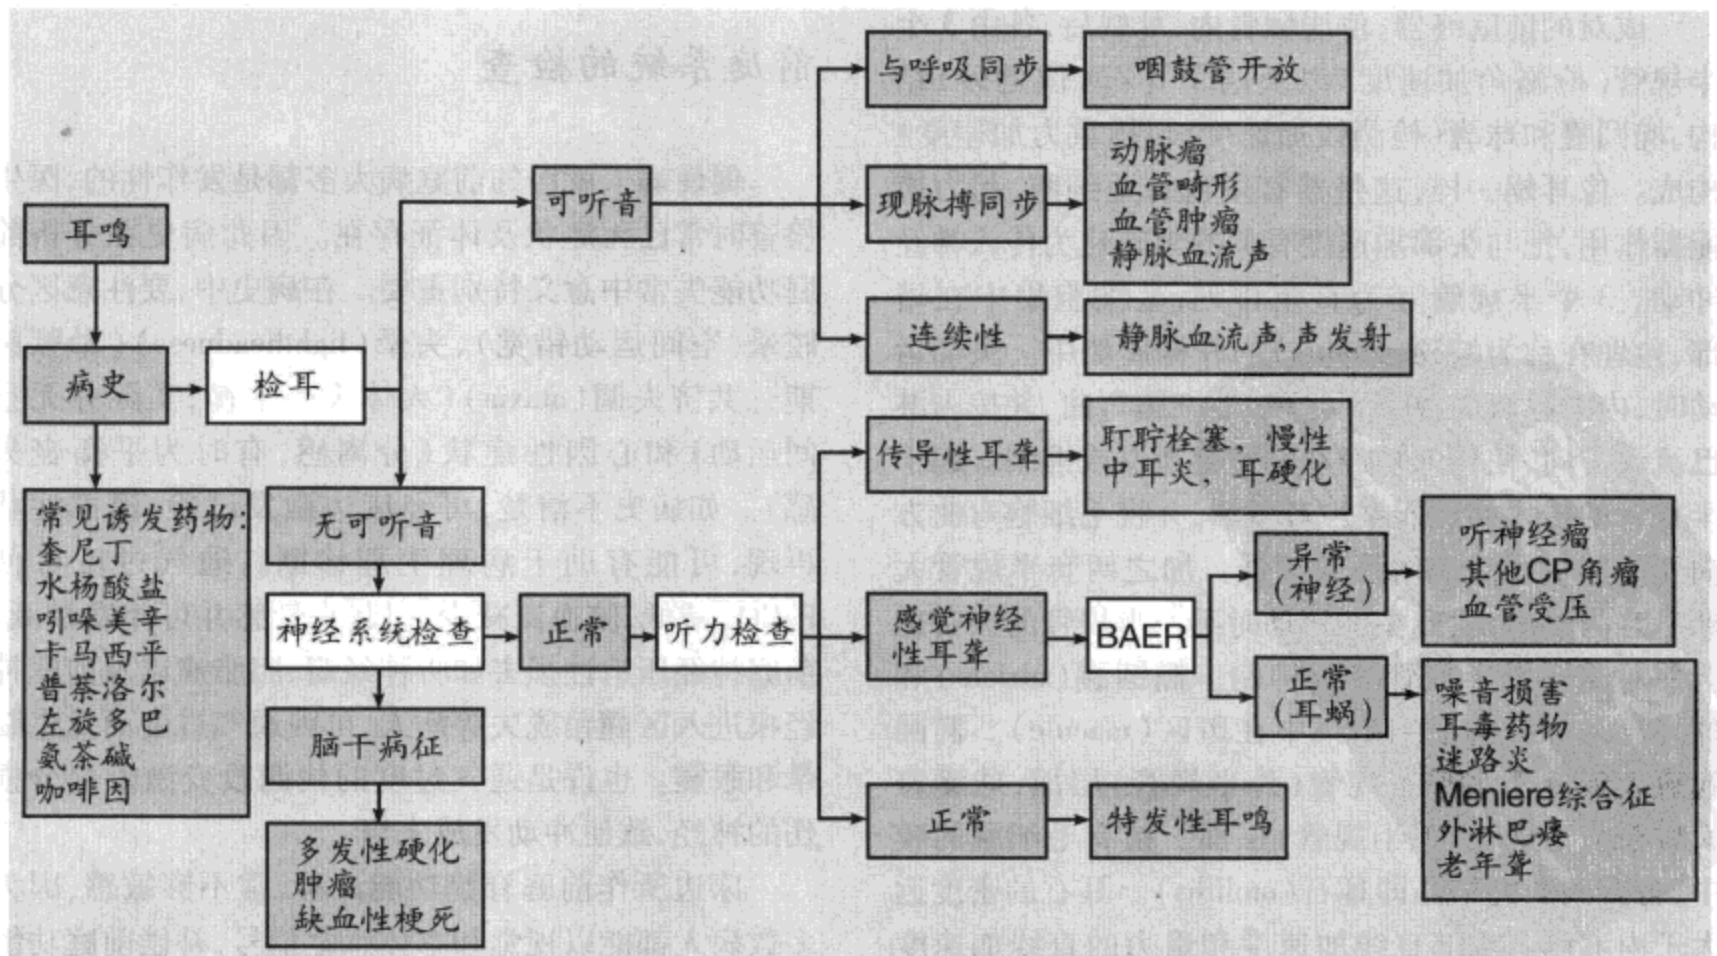 耳鸣
病史
检耳
常见诱发药物：
奎尼丁
水杨酸盐
吲哚美辛
卡马西平
普萘洛尔
左旋多巴
氨茶碱
咖啡因
可听音
与呼吸同步
咽鼓管开放
现脉搏同步
动脉瘤
血管畸形
血管肿瘤
静脉血流声
连续性
静脉血流声，声发射
无可听音
神经系统检查
脑干病征
多发性硬化
肿瘤
缺血性梗死
正常
听力检查
传导性耳聋
耵聍栓塞，慢性
中耳炎，耳硬化
感觉神经
性耳聋
BAER
异常
(神经)
听神经瘤
其他CP角瘤
血管受压
正常
(耳蜗)
噪音损害
耳毒药物
迷路炎
Meniere综合征
外淋巴瘘
老年聋
正常
特发性耳鸣